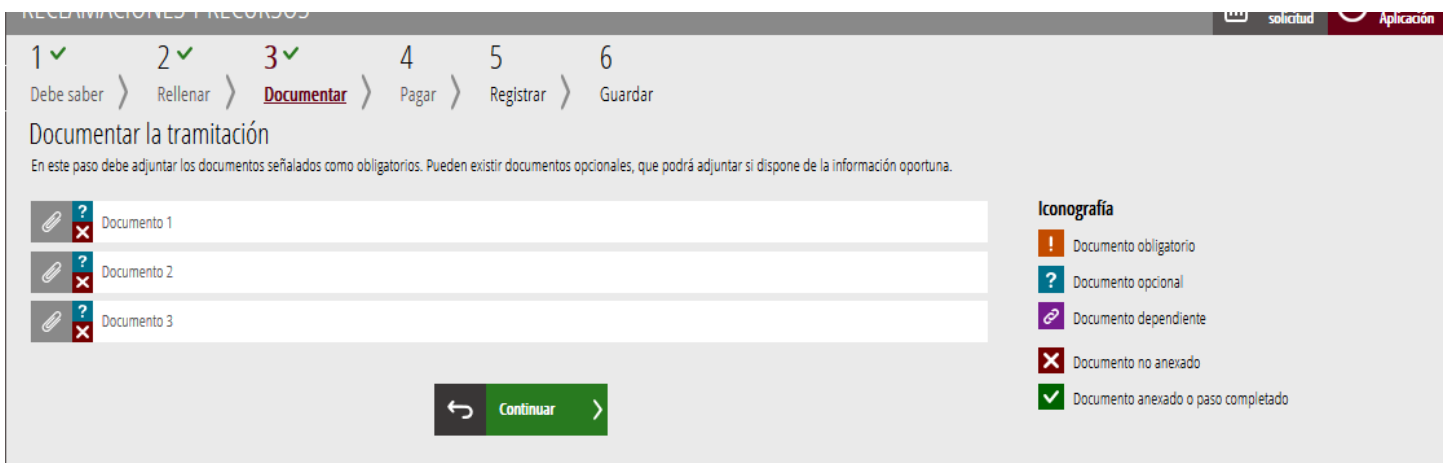 RECLAMACIONES Y RECURSOS
solicitud
Aplicación
1 2 3 4 5 6
Debe saber Rellenar Documentar Pagar Registrar Guardar
Documentar la tramitación
En este paso debe adjuntar los documentos señalados como obligatorios. Pueden existir documentos opcionales, que podrá adjuntar si dispone de la información oportuna.
Documento 1
Documento 2
Documento 3
Continuar
Iconografía
Documento obligatorio
Documento opcional
Documento dependiente
Documento no anexado
Documento anexado o paso completado